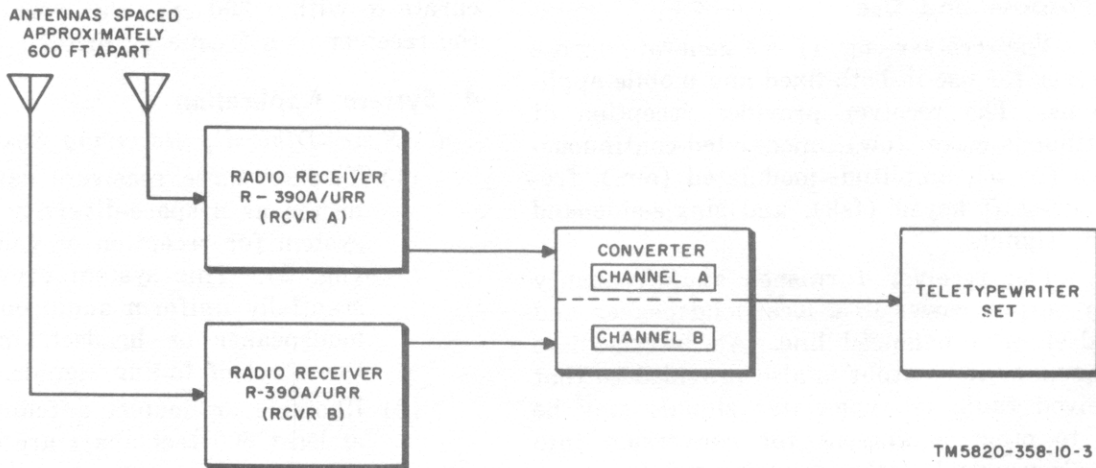 ANTENNAS SPACED
APPROXIMATELY
600 FT APART
RADIO RECEIVER
R-390A/URR
(RCVR A)
RADIO RECEIVER
R-390A/URR
(RCVR B)
CONVERTER
CHANNEL A
CHANNEL B
TELETYPEWRITER
SET
TM5820-358-10-3